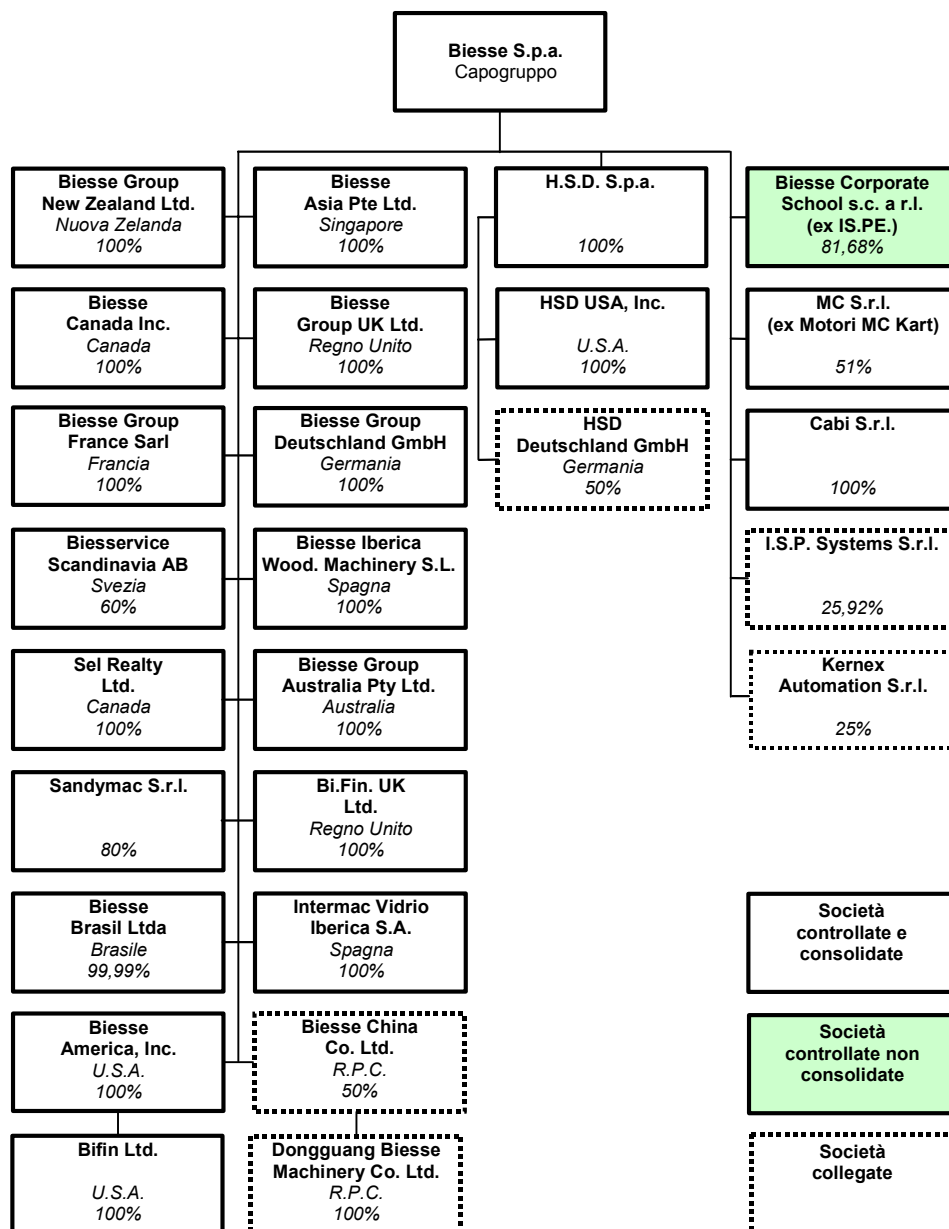 Biesse S.p.a.
Capogruppo
Biesse Group
New Zealand Ltd.
Nuova Zelanda
100%
Biesse
Asia Pte Ltd.
Singapore
100%
H.S.D. S.p.a.
100%
Biesse Corporate
School s.c. a r.l.
(ex IS.PE.)
81,68%
Biesse
Canada Inc.
Canada
100%
Biesse
Group UK Ltd.
Regno Unito
100%
HSD USA, Inc.
U.S.A.
100%
MC S.r.l.
(ex Motori MC Kart)
51%
Biesse Group
France Sarl
Francia
100%
Biesse Group
Deutschland GmbH
Germania
100%
HSD
Deutschland GmbH
Germania
50%
Cabi S.r.l.
100%
Biesservice
Scandinavia AB
Svezia
60%
Biesse Iberica
Wood. Machinery S.L.
Spagna
100%
I.S.P. Systems S.r.l.
25,92%
Sel Realty
Ltd.
Canada
100%
Biesse Group
Australia Pty Ltd.
Australia
100%
Kernex
Automation S.r.l.
25%
Sandymac S.r.l.
80%
Bi.Fin. UK
Ltd.
Regno Unito
100%
Biesse
Brasil Ltda
Brasile
99,99%
Intermac Vidrio
Iberica S.A.
Spagna
100%
Società
controllate e
consolidate
Biesse
America, Inc.
U.S.A.
100%
Biesse China
Co. Ltd.
R.P.C.
50%
Società
controllate non
consolidate
Bifin Ltd.
U.S.A.
100%
Dongguang Biesse
Machinery Co. Ltd.
R.P.C.
100%
Società
collegate